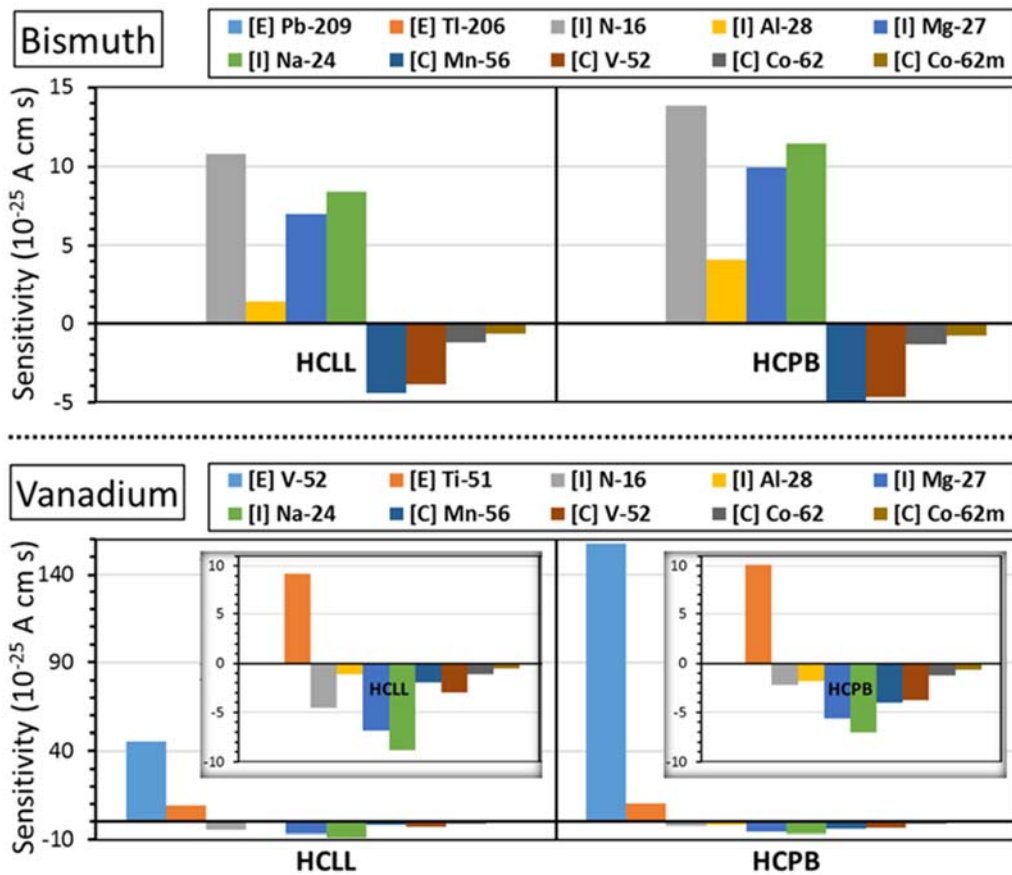 Bismuth
[E] Pb-209 [E] Tl-206 [I] N-16 [I] Al-28 [I] Mg-27
[I] Na-24 [C] Mn-56 [C] V-52 [C] Co-62 [C] Co-62m
Sensitivity (10⁻²⁵ A cm s)
15
10
5
0
-5
HCLL HCPB
Vanadium
[E] V-52 [E] Ti-51 [I] N-16 [I] Al-28 [I] Mg-27
[I] Na-24 [C] Mn-56 [C] V-52 [C] Co-62 [C] Co-62m
Sensitivity (10⁻²⁵ A cm s)
140
90
40
-10
10
5
0
-5
-10
HCLL
10
5
0
-5
-10
HCPB
HCLL HCPB